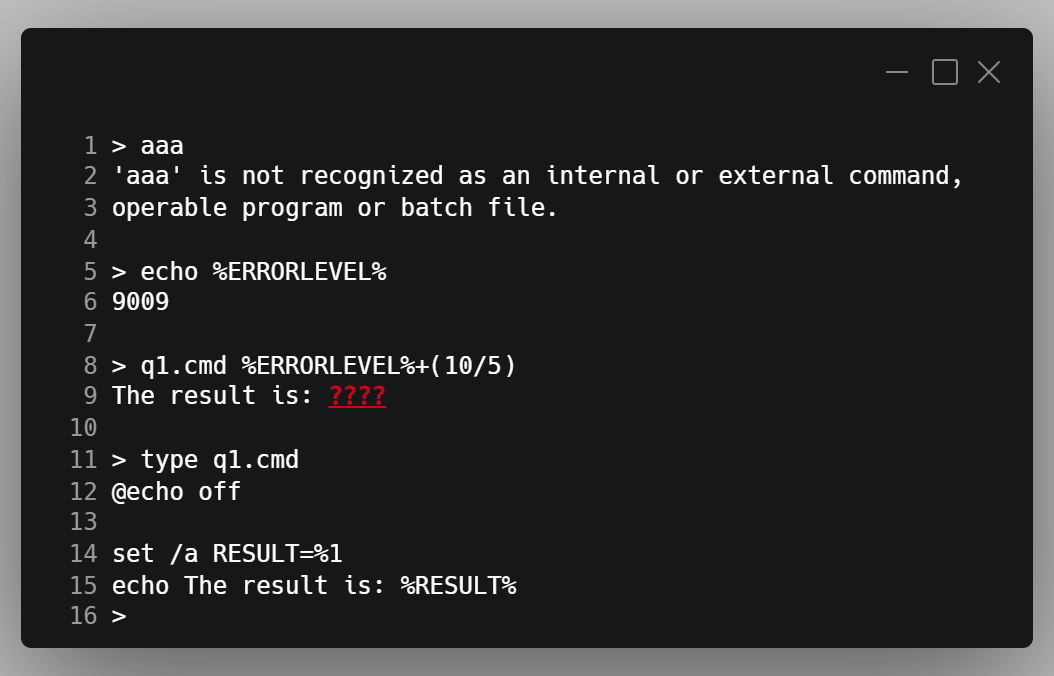 1 > aaa
2 'aaa' is not recognized as an internal or external command,
3 operable program or batch file.
4
5 > echo %ERRORLEVEL%
6 9009
7
8 > q1.cmd %ERRORLEVEL%+(10/5)
9 The result is: ????
10
11 > type q1.cmd
12 @echo off
13
14 set /a RESULT=%1
15 echo The result is: %RESULT%
16 >